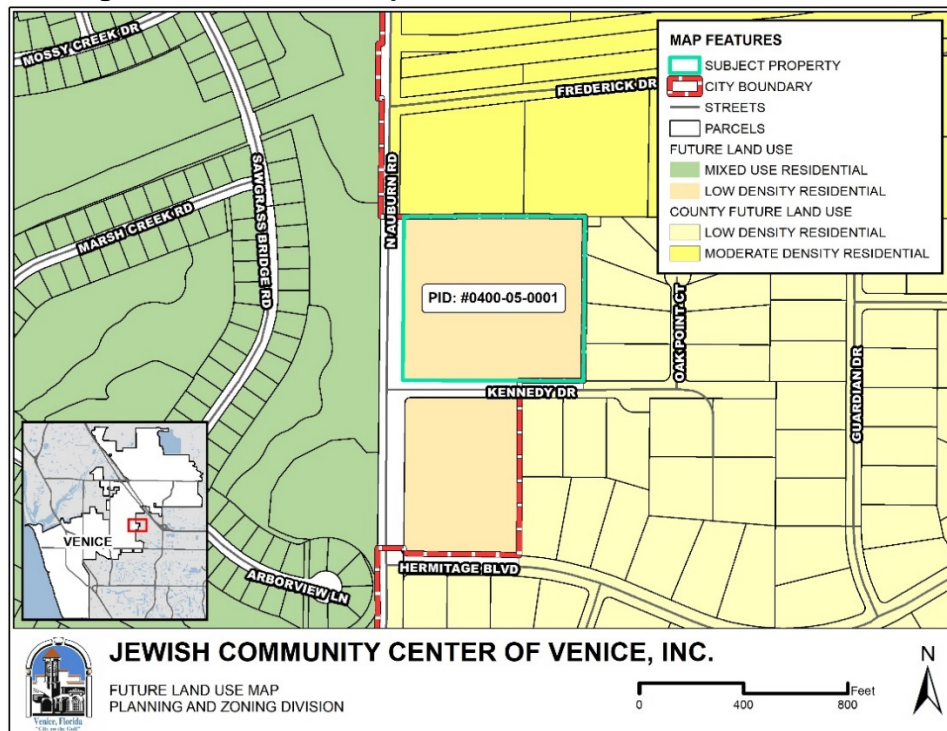 MOSSY CREEK DR
FREDERICK DR
N AUBURN RD
SAWGRASS BRIDGE RD
MARSH CREEK RD
PID: #0400-05-0001
OAK POINT CT
KENNEDY DR
GUARDIAN DR
HERMITAGE BLVD
ARBORVIEW LN
VENICE
MAP FEATURES
SUBJECT PROPERTY
CITY BOUNDARY
STREETS
PARCELS
FUTURE LAND USE
MIXED USE RESIDENTIAL
LOW DENSITY RESIDENTIAL
COUNTY FUTURE LAND USE
LOW DENSITY RESIDENTIAL
MODERATE DENSITY RESIDENTIAL
JEWISH COMMUNITY CENTER OF VENICE, INC.
FUTURE LAND USE MAP
PLANNING AND ZONING DIVISION
Venice, Florida
"City on the Gulf"
0 400 800 Feet
N